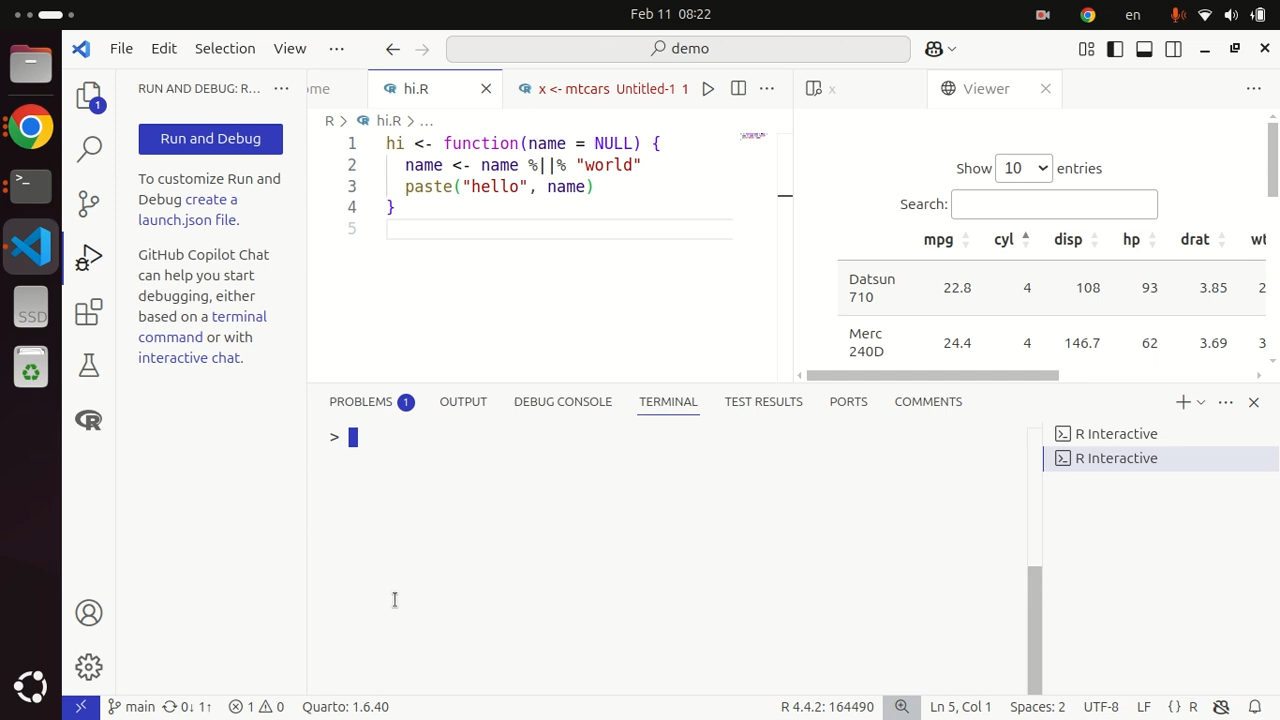 Feb 11 08:22
en
File Edit Selection View
demo
RUN AND DEBUG: R...
ome
hi.R
x <- mtcars Untitled-1 1
x
Viewer
Run and Debug
To customize Run and
Debug create a
launch.json file.
GitHub Copilot Chat
can help you start
debugging, either
based on a terminal
command or with
interactive chat.
R > hi.R > ...
1 hi <- function(name = NULL) {
2 name <- name %||% "world"
3 paste("hello", name)
4 }
5
Show 10 entries
Search:
mpg cyl disp hp drat wt
Datsun
710 22.8 4 108 93 3.85 2
Merc
240D 24.4 4 146.7 62 3.69 3
PROBLEMS 1 OUTPUT DEBUG CONSOLE TERMINAL TEST RESULTS PORTS COMMENTS
>
R Interactive
R Interactive
1
SSD
main 0↓ 1↑ 1 0 Quarto: 1.6.40
R 4.4.2: 164490 Ln 5, Col 1 Spaces: 2 UTF-8 LF {} R